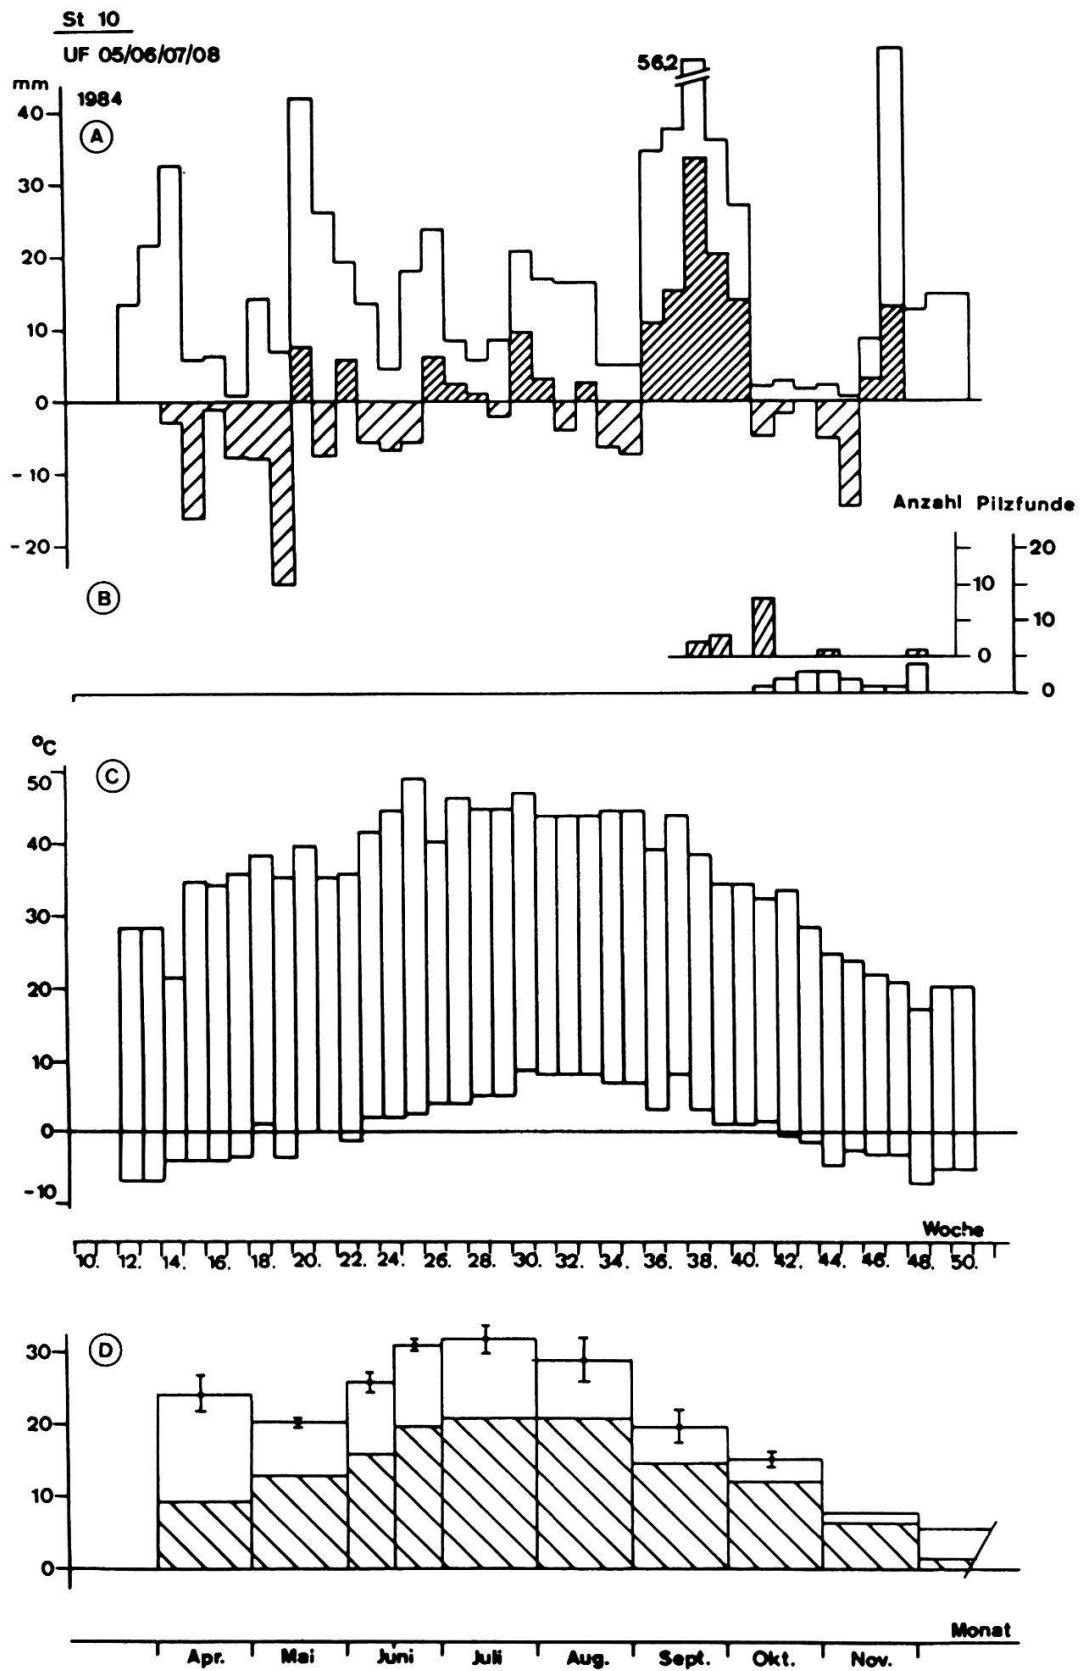 St 10
UF 05/06/07/08
mm
1984
A
562
40
30
20
10
0
-10
-20
Anzahl Pilzfunde
B
20
10
10
0
0
°C
C
50
40
30
20
10
0
-10
Woche
10. 12. 14. 16. 18. 20. 22. 24. 26. 28. 30. 32. 34. 36. 38. 40. 42. 44. 46. 48. 50.
D
30
20
10
0
Monat
Apr. Mai Juni Juli Aug. Sept. Okt. Nov.